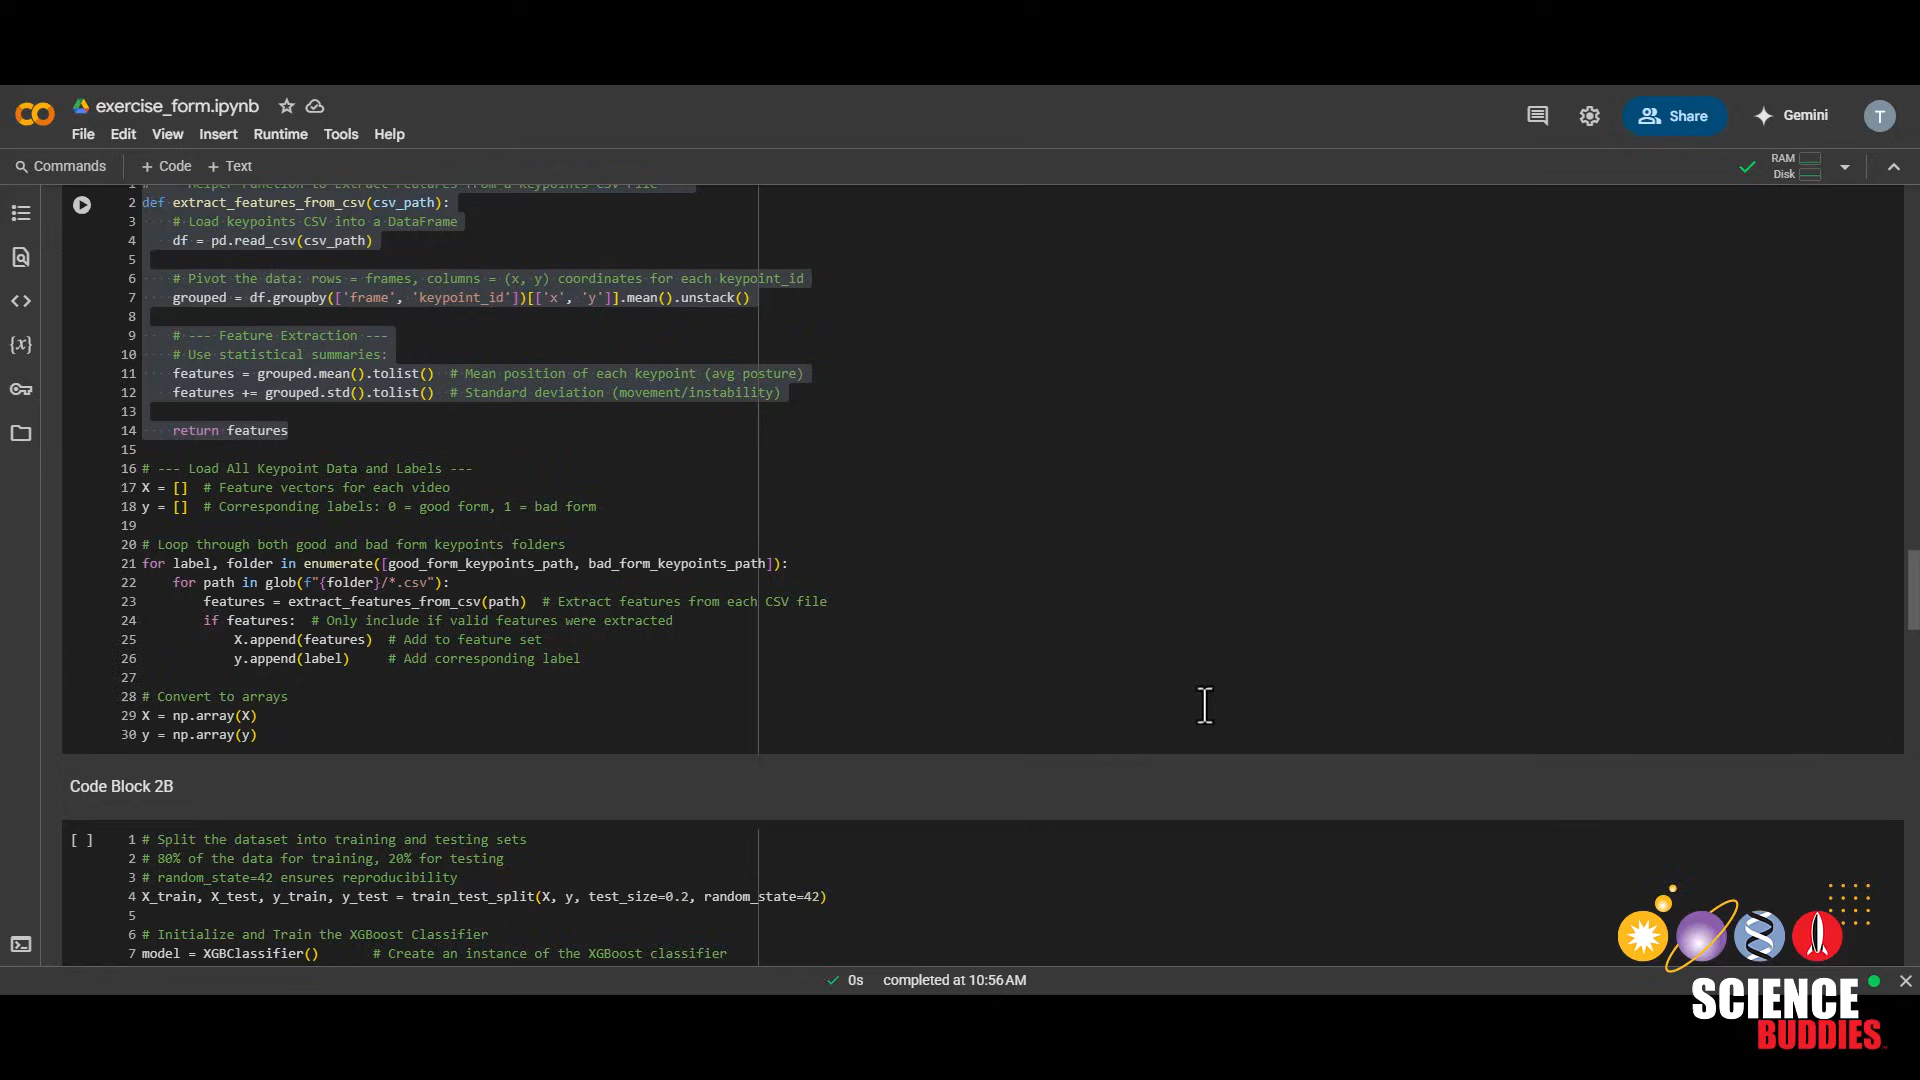 exercise_form.ipynb
File Edit View Insert Runtime Tools Help
Share
Gemini
T
Commands + Code + Text
RAM
Disk
1 # --- Helper function to Extract Features from a Keypoints CSV File ---
2 def extract_features_from_csv(csv_path):
3 # Load keypoints CSV into a DataFrame
4 df = pd.read_csv(csv_path)
5
6 # Pivot the data: rows = frames, columns = (x, y) coordinates for each keypoint_id
7 grouped = df.groupby(['frame', 'keypoint_id'])[['x', 'y']].mean().unstack()
8
9 # --- Feature Extraction ---
10 # Use statistical summaries:
11 features = grouped.mean().tolist() # Mean position of each keypoint (avg posture)
12 features += grouped.std().tolist() # Standard deviation (movement/instability)
13
14 return features
15
16 # --- Load All Keypoint Data and Labels ---
17 X = [] # Feature vectors for each video
18 y = [] # Corresponding labels: 0 = good form, 1 = bad form
19
20 # Loop through both good and bad form keypoints folders
21 for label, folder in enumerate([good_form_keypoints_path, bad_form_keypoints_path]):
22 for path in glob(f"{folder}/*.csv"):
23 features = extract_features_from_csv(path) # Extract features from each CSV file
24 if features: # Only include if valid features were extracted
25 X.append(features) # Add to feature set
26 y.append(label) # Add corresponding label
27
28 # Convert to arrays
29 X = np.array(X)
30 y = np.array(y)
Code Block 2B
[ ]
1 # Split the dataset into training and testing sets
2 # 80% of the data for training, 20% for testing
3 # random_state=42 ensures reproducibility
4 X_train, X_test, y_train, y_test = train_test_split(X, y, test_size=0.2, random_state=42)
5
6 # Initialize and Train the XGBoost Classifier
7 model = XGBClassifier() # Create an instance of the XGBoost classifier
0s completed at 10:56 AM
SCIENCE
BUDDIES